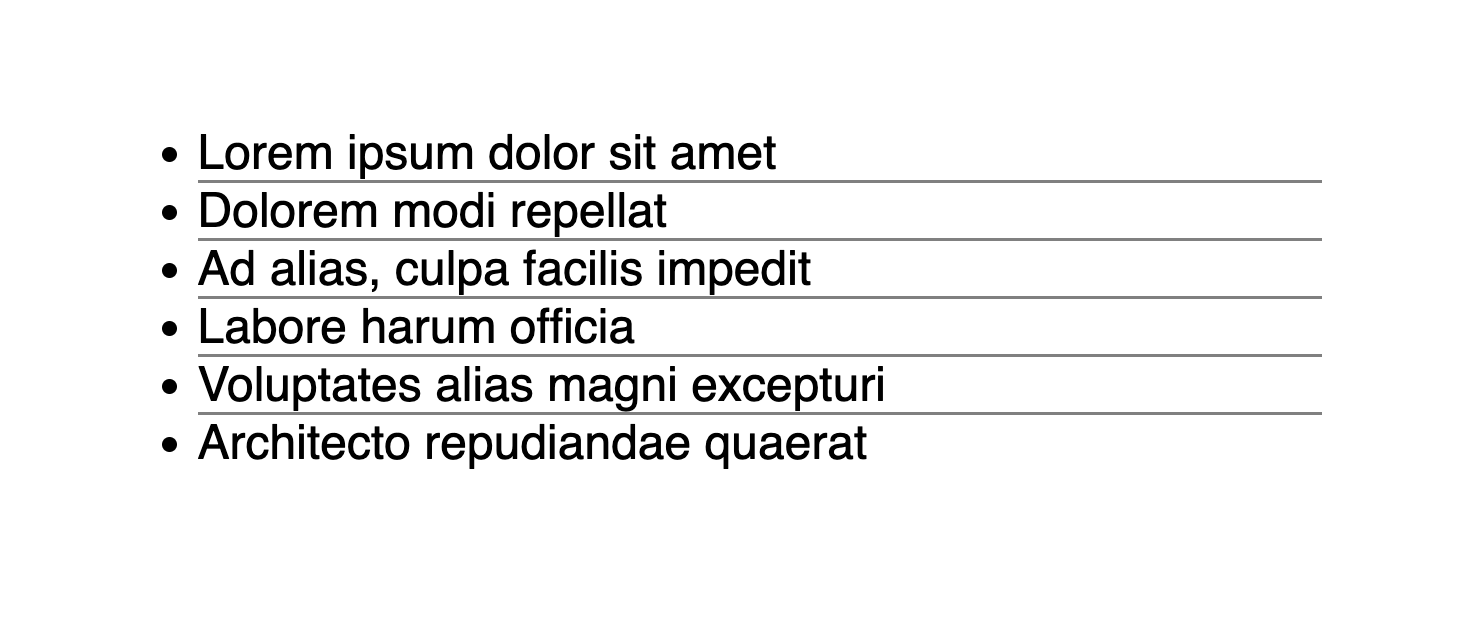 • Lorem ipsum dolor sit amet
• Dolorem modi repellat
• Ad alias, culpa facilis impedit
• Labore harum officia
• Voluptates alias magni excepturi
• Architecto repudiandae quaerat